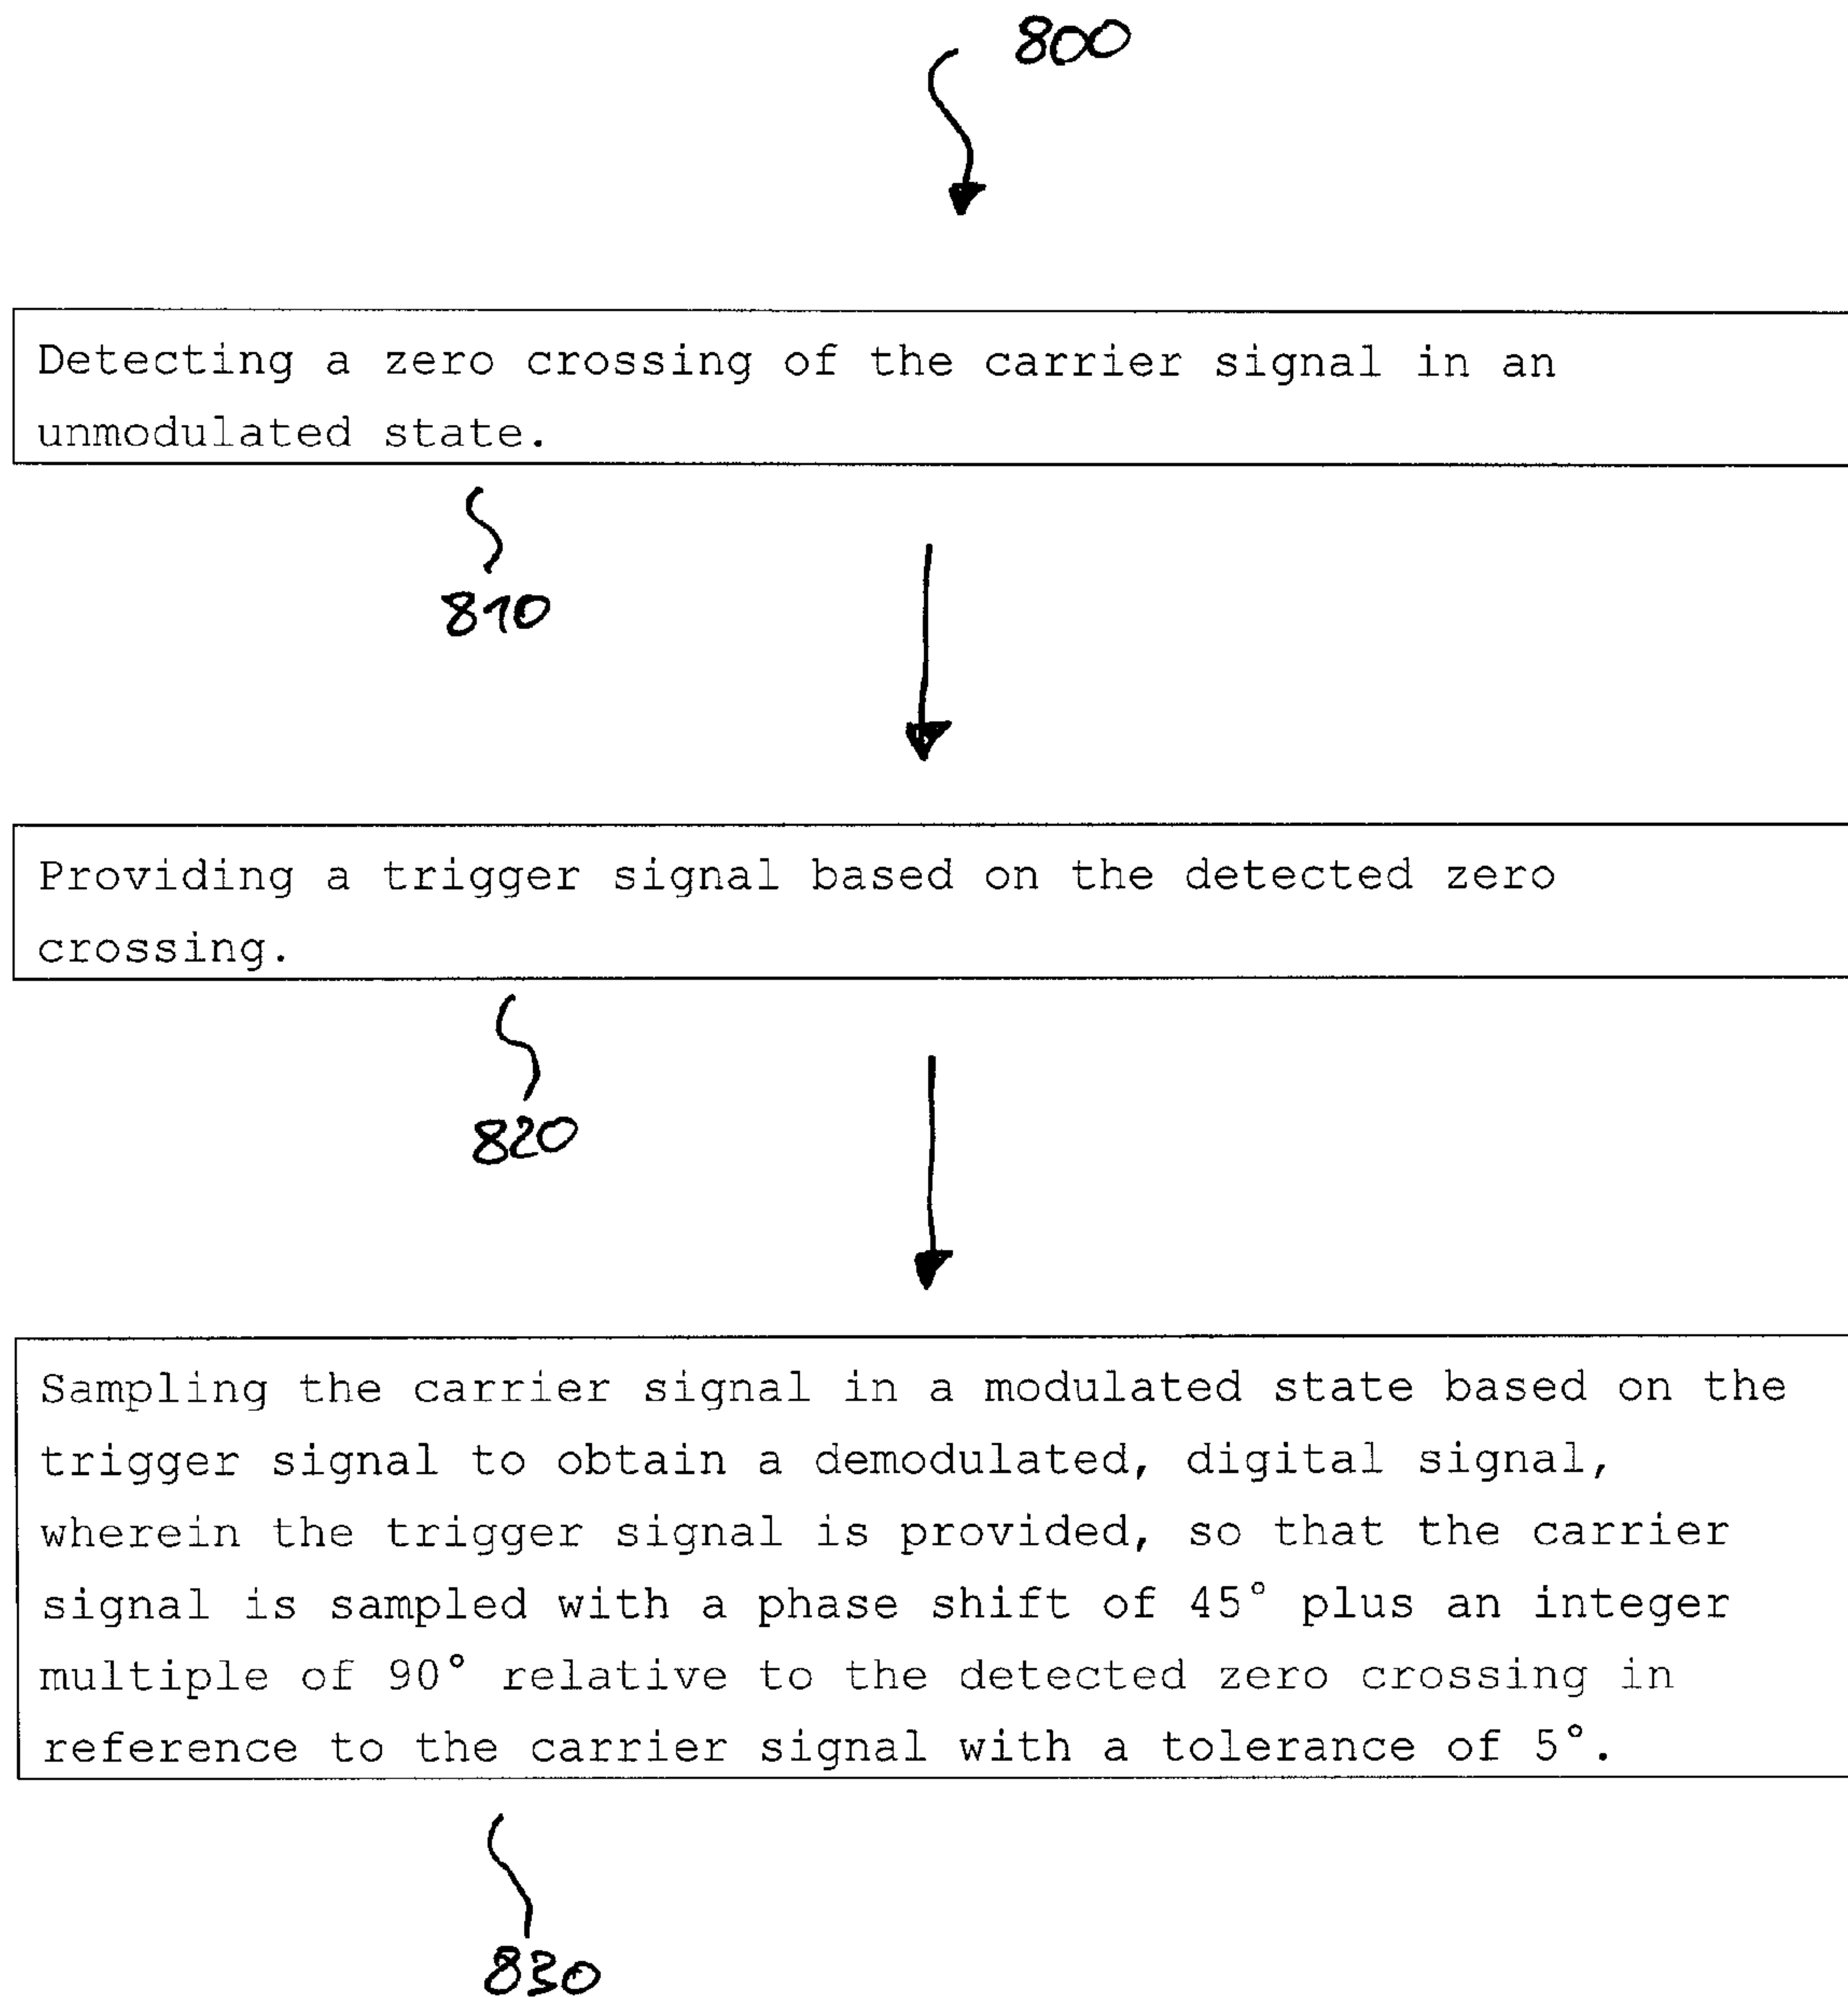 800
Detecting a zero crossing of the carrier signal in an
unmodulated state.
810
Providing a trigger signal based on the detected zero
crossing.
820
Sampling the carrier signal in a modulated state based on the
trigger signal to obtain a demodulated, digital signal,
wherein the trigger signal is provided, so that the carrier
signal is sampled with a phase shift of 45° plus an integer
multiple of 90° relative to the detected zero crossing in
reference to the carrier signal with a tolerance of 5°.
830